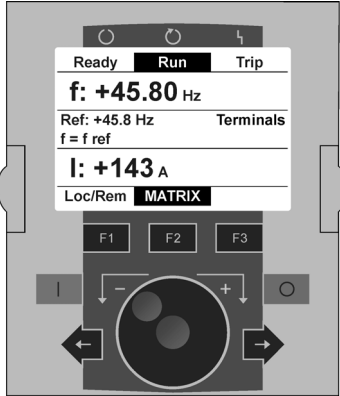 Ready Run Trip
f: +45.80 Hz
Ref: +45.8 Hz Terminals
f = f ref
I: +143 A
Loc/Rem MATRIX
F1 F2 F3
I O
− +